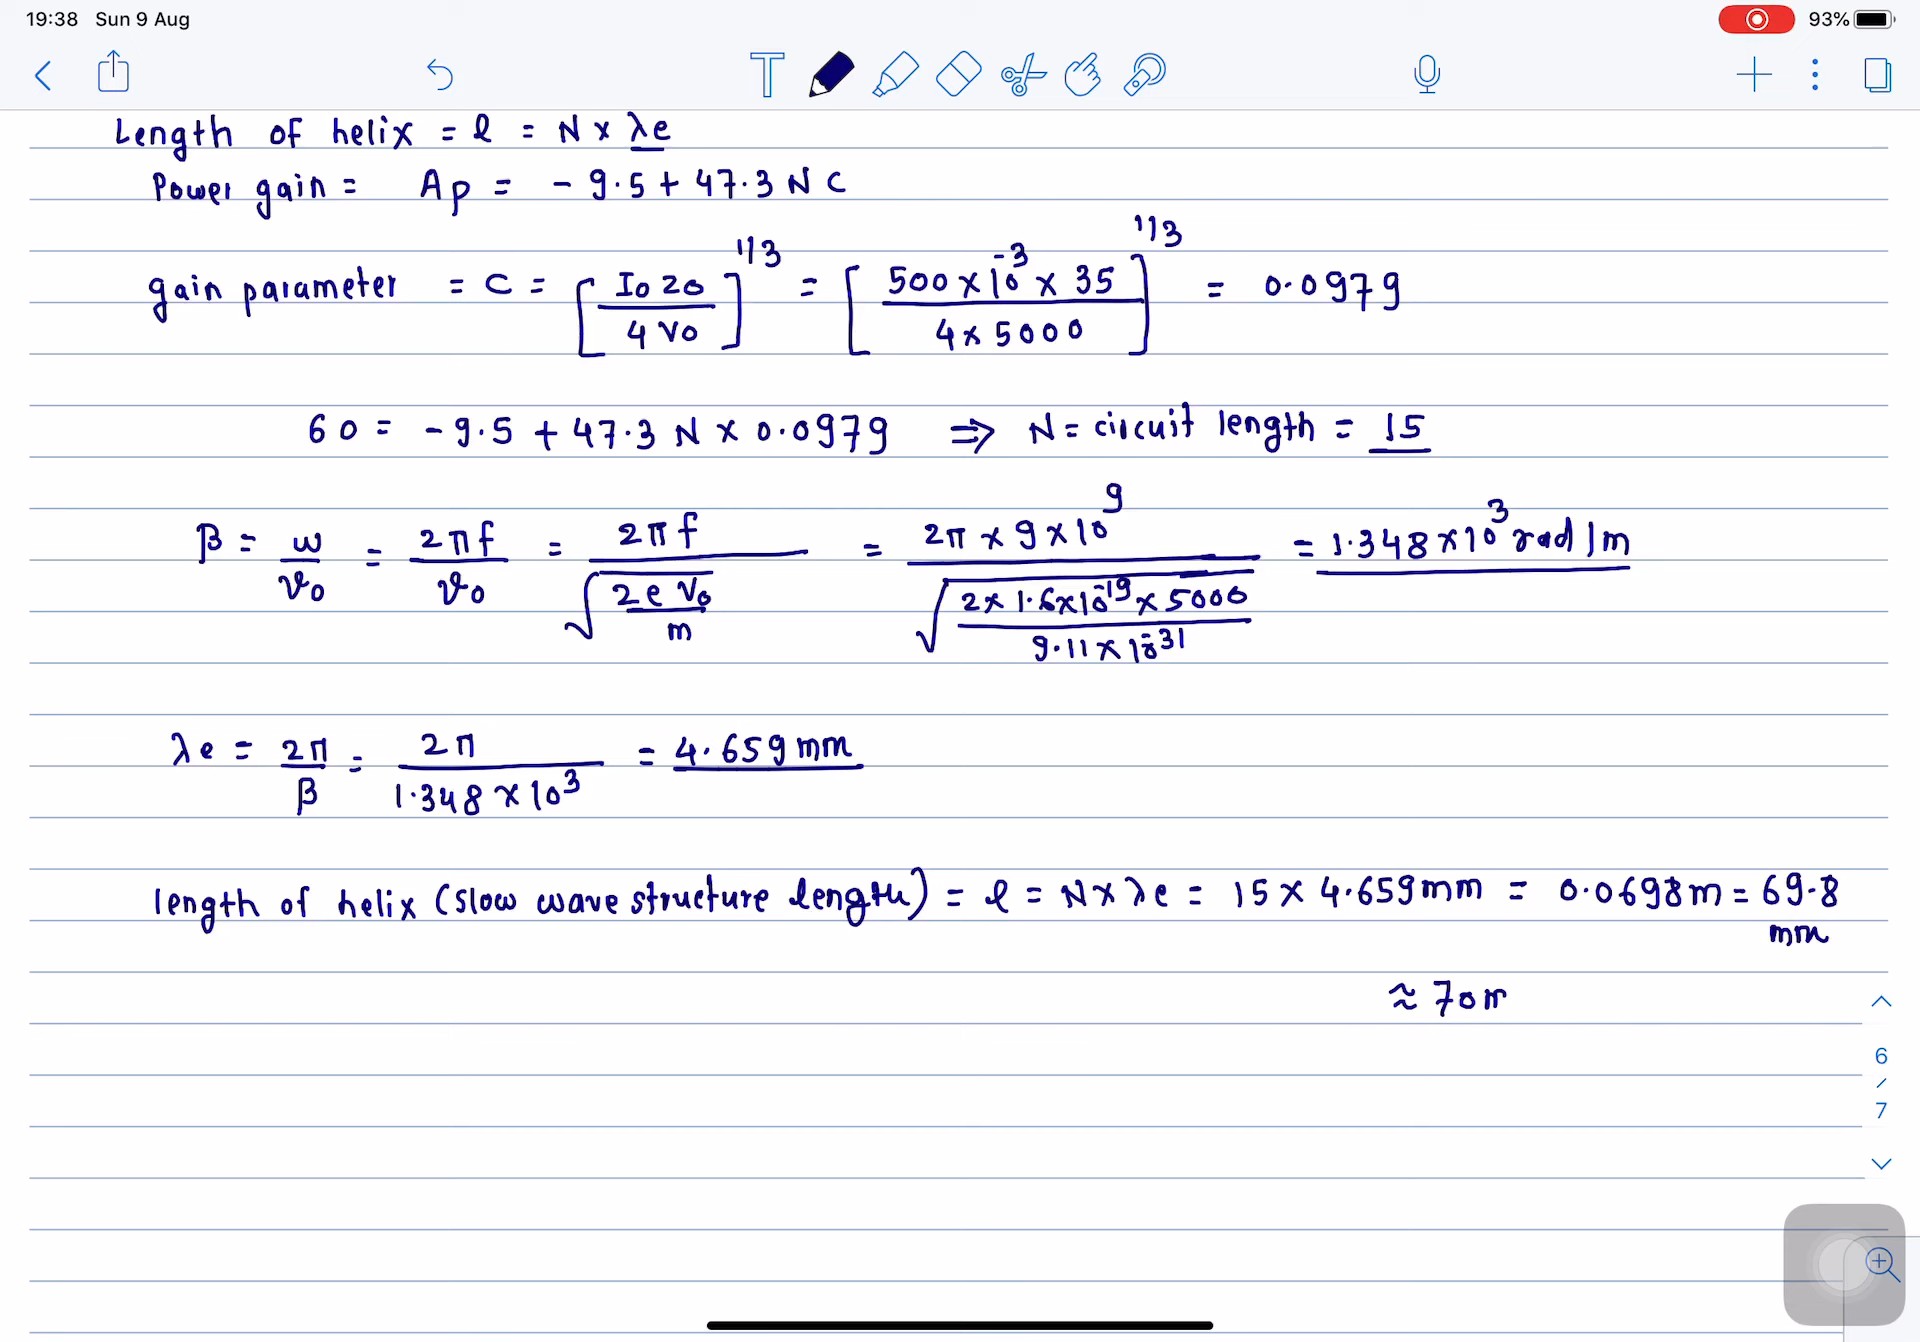 19:38 Sun 9 Aug 93%
Length of helix = l = N x λe
Power gain = Ap = - 9.5 + 47.3 N C
gain parameter = C = [I0 Z0 / 4 V0]^1/3 = [500 x 10^-3 x 35 / 4 x 5000]^1/3 = 0.0979
60 = - 9.5 + 47.3 N x 0.0979 ⇒ N = circuit length = 15
β = ω / v0 = 2πf / v0 = 2πf / √(2 e V0 / m) = 2π x 9 x 10^9 / √(2 x 1.6 x 10^-19 x 5000 / 9.11 x 10^-31) = 1.348 x 10^3 rad/m
λe = 2π / β = 2π / 1.348 x 10^3 = 4.659 mm
length of helix (slow wave structure length) = l = N x λe = 15 x 4.659 mm = 0.0698 m = 69.8
mm
≈ 70 m
6
/
7